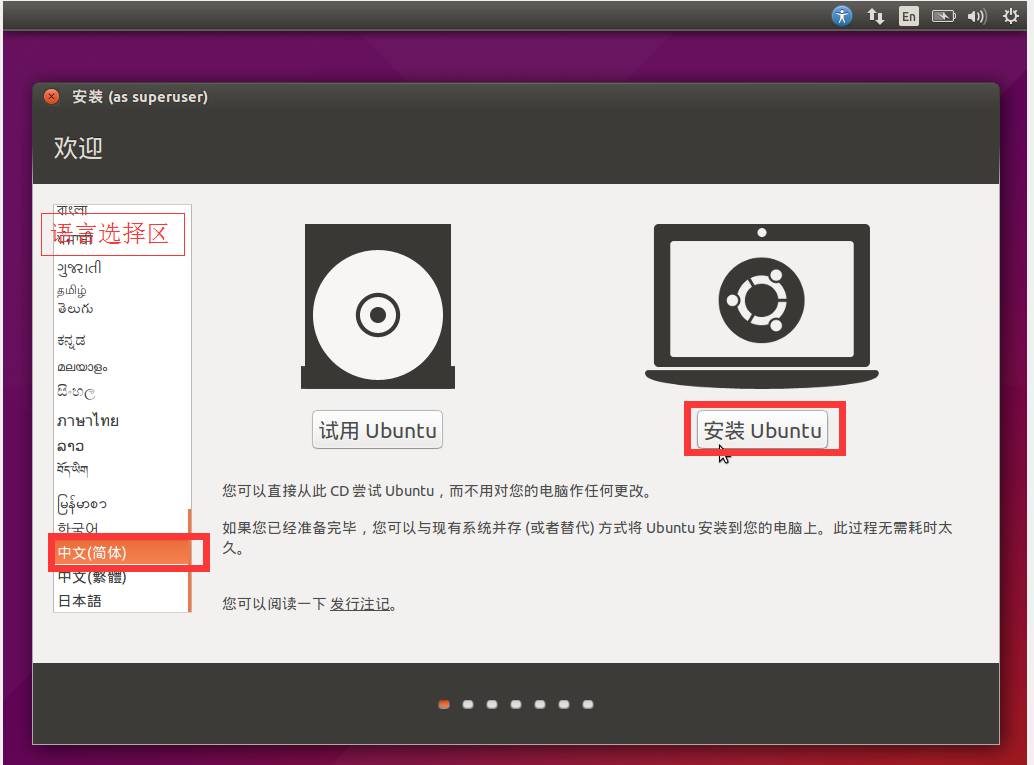 En
安装 (as superuser)
欢迎
বাংলা
语言选择区
ગુજરાતી
தமிழ்
తెలుగు
ಕನ್ನಡ
മലയാളം
සිංහල
ภาษาไทย
ລາວ
བོད་ཡིག
မြန်မာစာ
한국어
中文(简体)
中文(繁體)
日本語
试用 Ubuntu
安装 Ubuntu
您可以直接从此 CD 尝试 Ubuntu，而不用对您的电脑作任何更改。
如果您已经准备完毕，您可以与现有系统并存 (或者替代) 方式将 Ubuntu 安装到您的电脑上。此过程无需耗时太
久。
您可以阅读一下 发行注记。